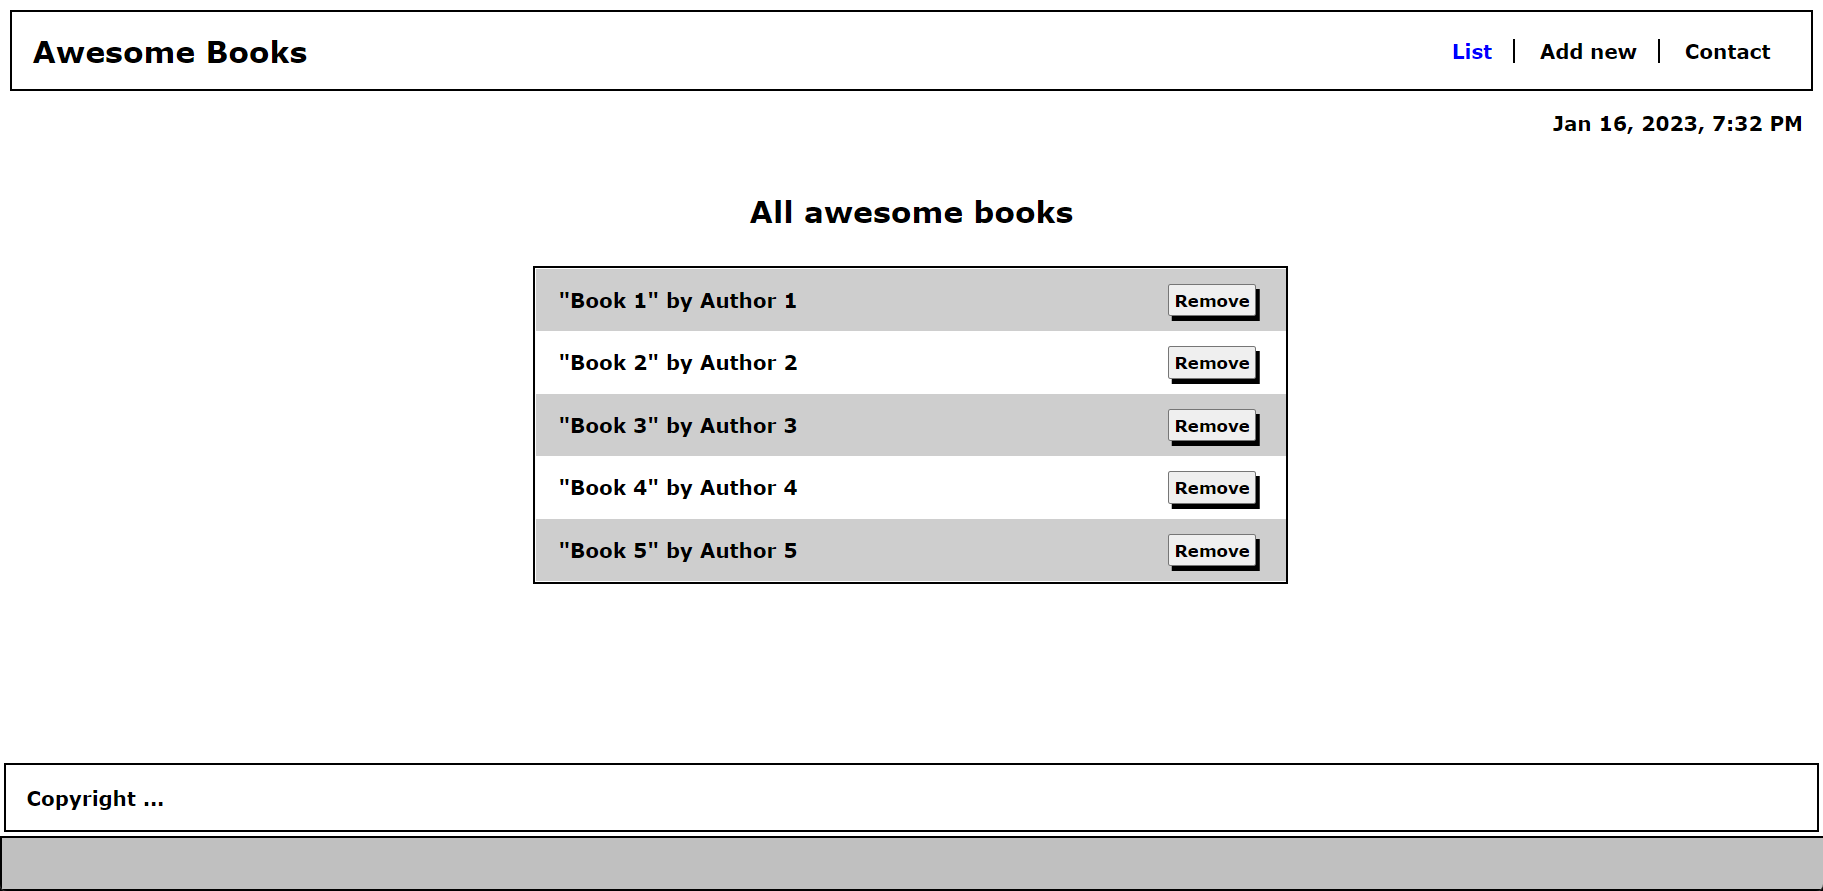 Awesome Books
List
Add new
Contact
Jan 16, 2023, 7:32 PM
All awesome books
"Book 1" by Author 1
Remove
"Book 2" by Author 2
Remove
"Book 3" by Author 3
Remove
"Book 4" by Author 4
Remove
"Book 5" by Author 5
Remove
Copyright ...